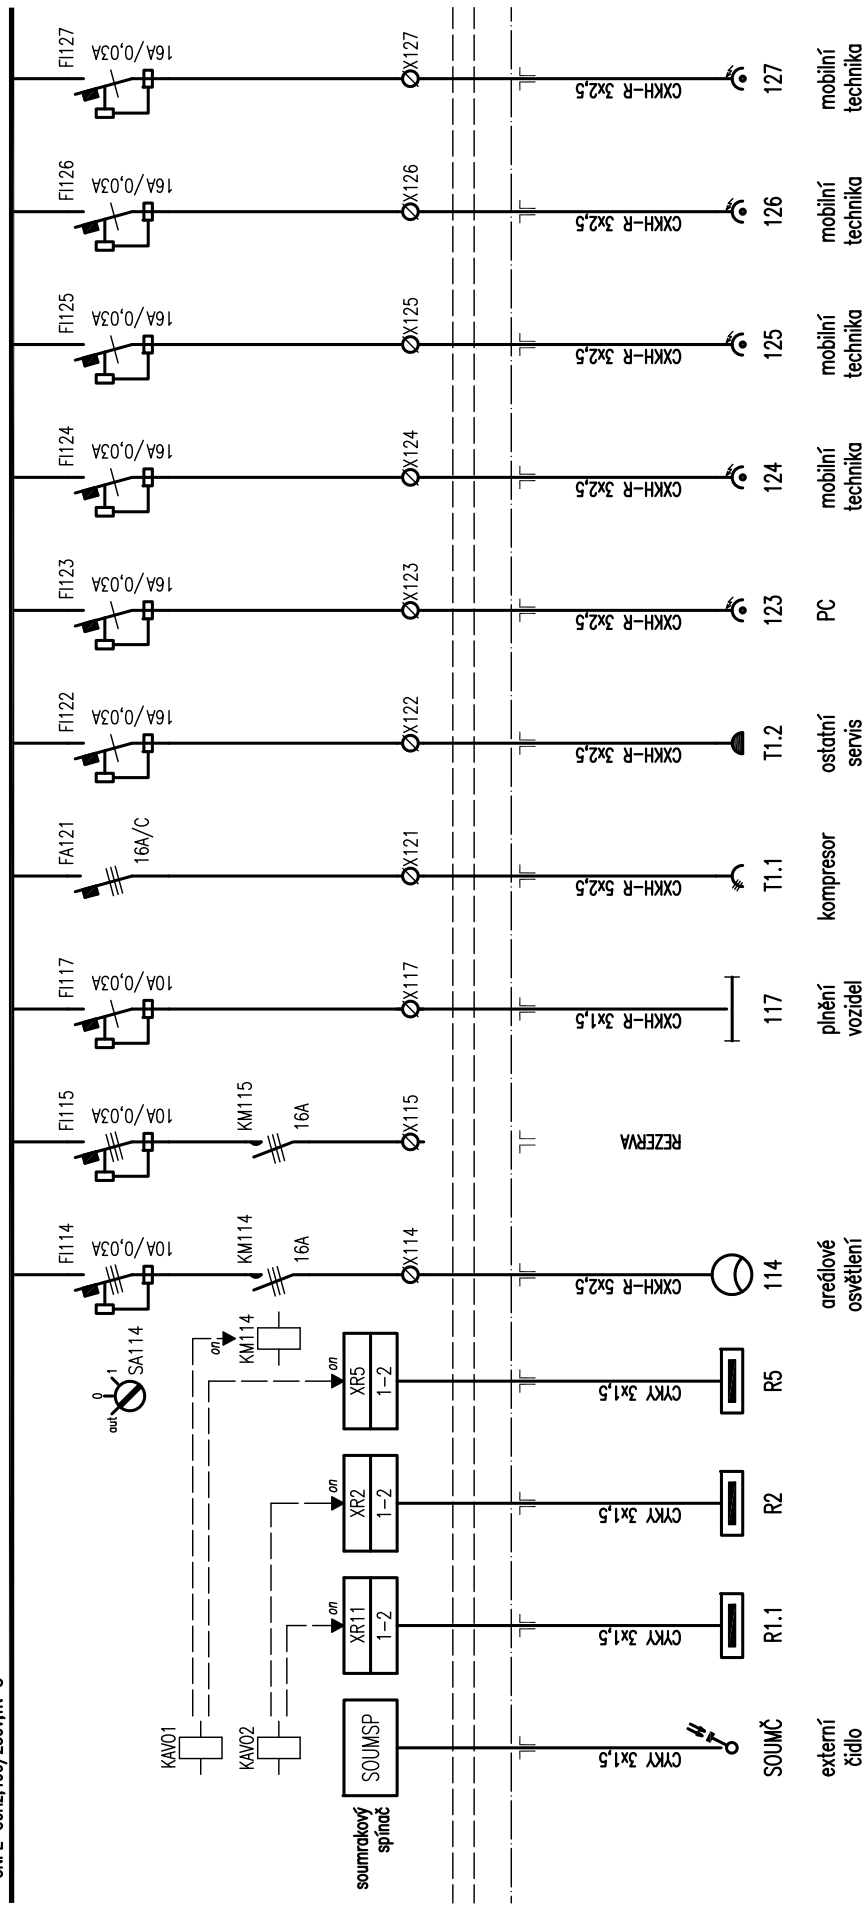 FI127
16A/0,03A
X127
CXKH-R 3x2,5
127
mobilní
technika
FI126
16A/0,03A
X126
CXKH-R 3x2,5
126
mobilní
technika
FI125
16A/0,03A
X125
CXKH-R 3x2,5
125
mobilní
technika
FI124
16A/0,03A
X124
CXKH-R 3x2,5
124
mobilní
technika
FI123
16A/0,03A
X123
CXKH-R 3x2,5
123
PC
FI122
16A/0,03A
X122
CXKH-R 3x2,5
T1.2
ostatní
servis
FA121
16A/C
X121
CXKH-R 5x2,5
T1.1
kompresor
FI117
10A/0,03A
X117
CXKH-R 3x1,5
117
plnění
vozidel
FI115
10A/0,03A
KM115
16A
X115
REZERVA
FI114
10A/0,03A
KM114
16A
X114
CXKH-R 5x2,5
114
areálové
osvětlení
SA114
aut
0
1
on
KM114
on
XR5
1-2
CYKY 3x1,5
R5
on
XR2
1-2
CYKY 3x1,5
R2
on
XR11
1-2
CYKY 3x1,5
R1.1
KAV01
KAV02
SOUMSP
soumrakový
spínač
CYKY 3x1,5
SOUMČ
externí
čidlo